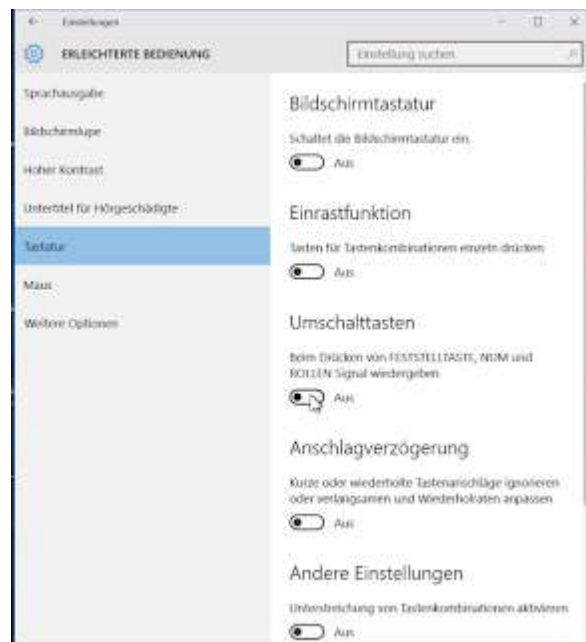 Einstellungen
ERLEICHTERTE BEDIENUNG
Einstellung suchen
Sprachausgabe
Bildschirmlupe
Hoher Kontrast
Untertitel für Hörgeschädigte
Tastatur
Maus
Weitere Optionen
Bildschirmtastatur
Schaltet die Bildschirmtastatur ein.
Aus
Einrastfunktion
Tasten für Tastenkombinationen einzeln drücken
Aus
Umschalttasten
Beim Drücken von FESTSTELLTASTE, NUM und
ROLLEN Signal wiedergeben
Aus
Anschlagverzögerung
Kurze oder wiederholte Tastenanschläge ignorieren
oder verlangsamen und Wiederholraten anpassen
Aus
Andere Einstellungen
Unterstreichung von Tastenkombinationen aktivieren
Aus